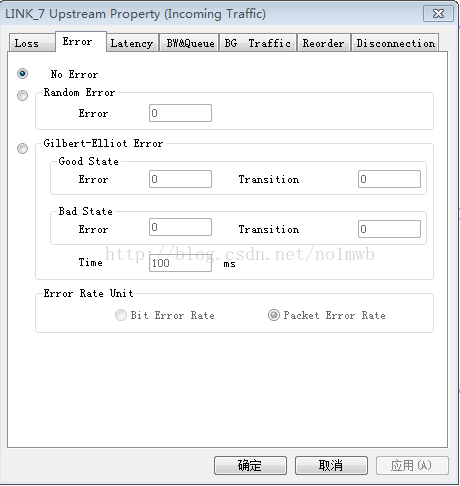 LINK_7 Upstream Property (Incoming Traffic)
Loss Error Latency BW&Queue BG Traffic Reorder Disconnection
No Error
Random Error
Error 0
Gilbert-Elliot Error
Good State
Error 0 Transition 0
Bad State
Error 0 Transition 0
http://blog.csdn.net/no1mwb
Time 100 ms
Error Rate Unit
Bit Error Rate Packet Error Rate
确定 取消 应用(A)